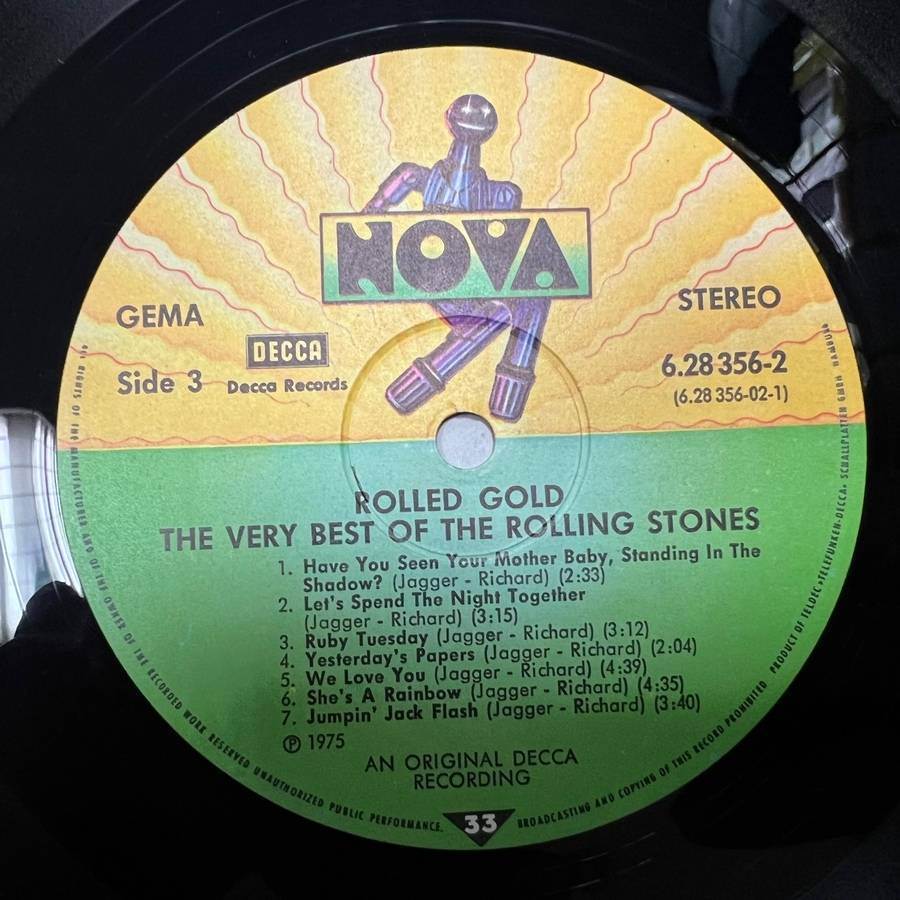 NOVA
GEMA
STEREO
DECCA
Side 3 Decca Records
6.28 356-2
(6.28 356-02-1)
ROLLED GOLD
THE VERY BEST OF THE ROLLING STONES
1. Have You Seen Your Mother Baby, Standing In The
Shadow? (Jagger - Richard) (2:33)
2. Let's Spend The Night Together
(Jagger - Richard) (3:15)
3. Ruby Tuesday (Jagger - Richard) (3:12)
4. Yesterday's Papers (Jagger - Richard) (2:04)
5. We Love You (Jagger - Richard) (4:39)
6. She's A Rainbow (Jagger - Richard) (4:35)
7. Jumpin' Jack Flash (Jagger - Richard) (3:40)
Ⓟ 1975
AN ORIGINAL DECCA
RECORDING
33
ALL RIGHTS OF THE MANUFACTURER AND OF THE OWNER OF THE RECORDED WORK RESERVED UNAUTHORIZED PUBLIC PERFORMANCE, BROADCASTING AND COPYING OF THIS RECORD PROHIBITED PRODUCT OF TELDEC »TELEFUNKEN-DECCA« SCHALLPLATTEN GMBH HAMBURG